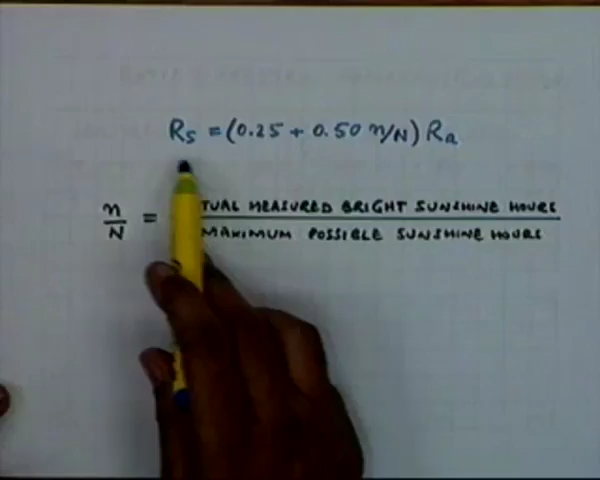 Rs = (0.25 + 0.50 n/N) Ra
n/N = TUAL MEASURED BRIGHT SUNSHINE HOURS
MAXIMUM POSSIBLE SUNSHINE HOURS